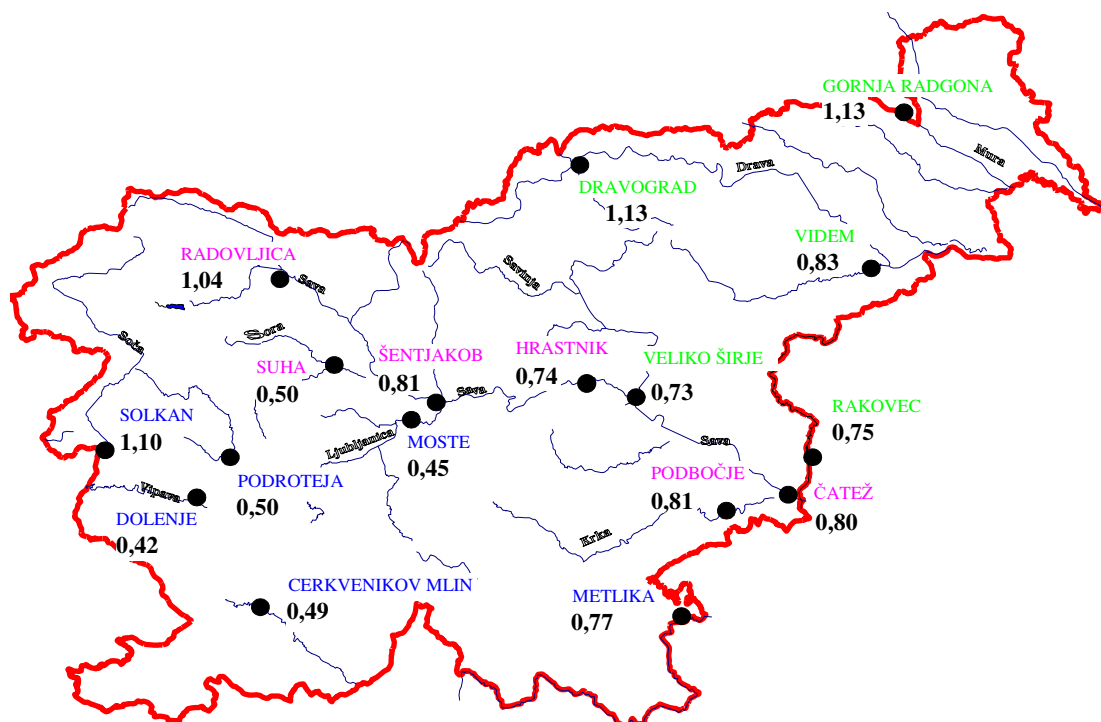 GORNJA RADGONA
1,13
Mura
Drava
DRAVOGRAD
1,13
VIDEM
0,83
RADOVLJICA
1,04
Sava
Savinja
Soča
Sora
SUHA
0,50
ŠENTJAKOB
0,81
Sava
HRASTNIK
0,74
VELIKO ŠIRJE
0,73
SOLKAN
1,10
Ljubljanica
MOSTE
0,45
RAKOVEC
0,75
Sava
PODROTEJA
0,50
Vipava
DOLENJE
0,42
PODBOČJE
0,81
ČATEŽ
0,80
Krka
CERKVENIKOV MLIN
0,49
METLIKA
0,77